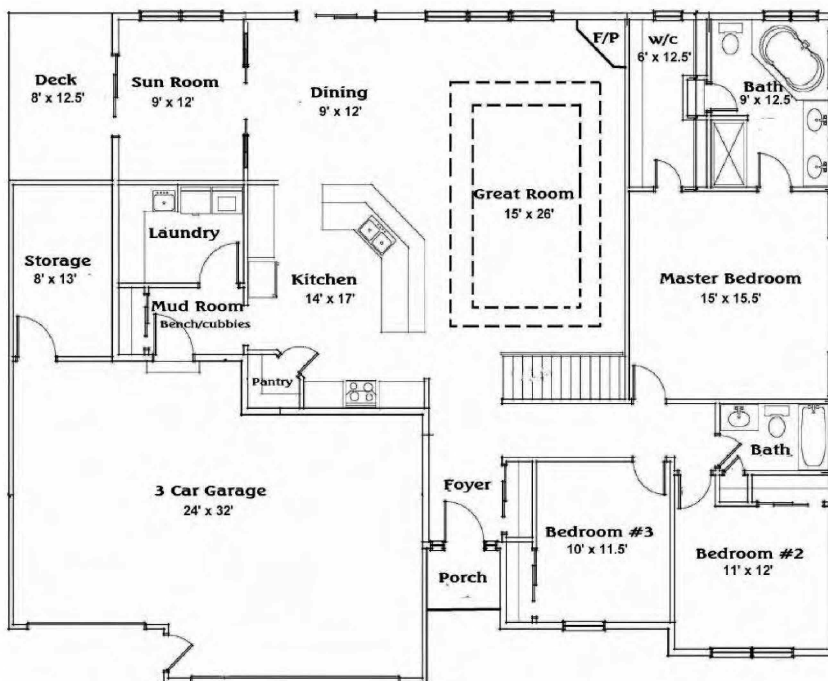 F/P
W/C
6' x 12.5'
Deck
8' x 12.5'
Sun Room
9' x 12'
Dining
9' x 12'
Bath
9' x 12.5'
Great Room
15' x 26'
Laundry
Storage
8' x 13'
Kitchen
14' x 17'
Master Bedroom
15' x 15.5'
Mud Room
Bench/cubbies
Pantry
Bath
3 Car Garage
24' x 32'
Foyer
Bedroom #3
10' x 11.5'
Bedroom #2
11' x 12'
Porch